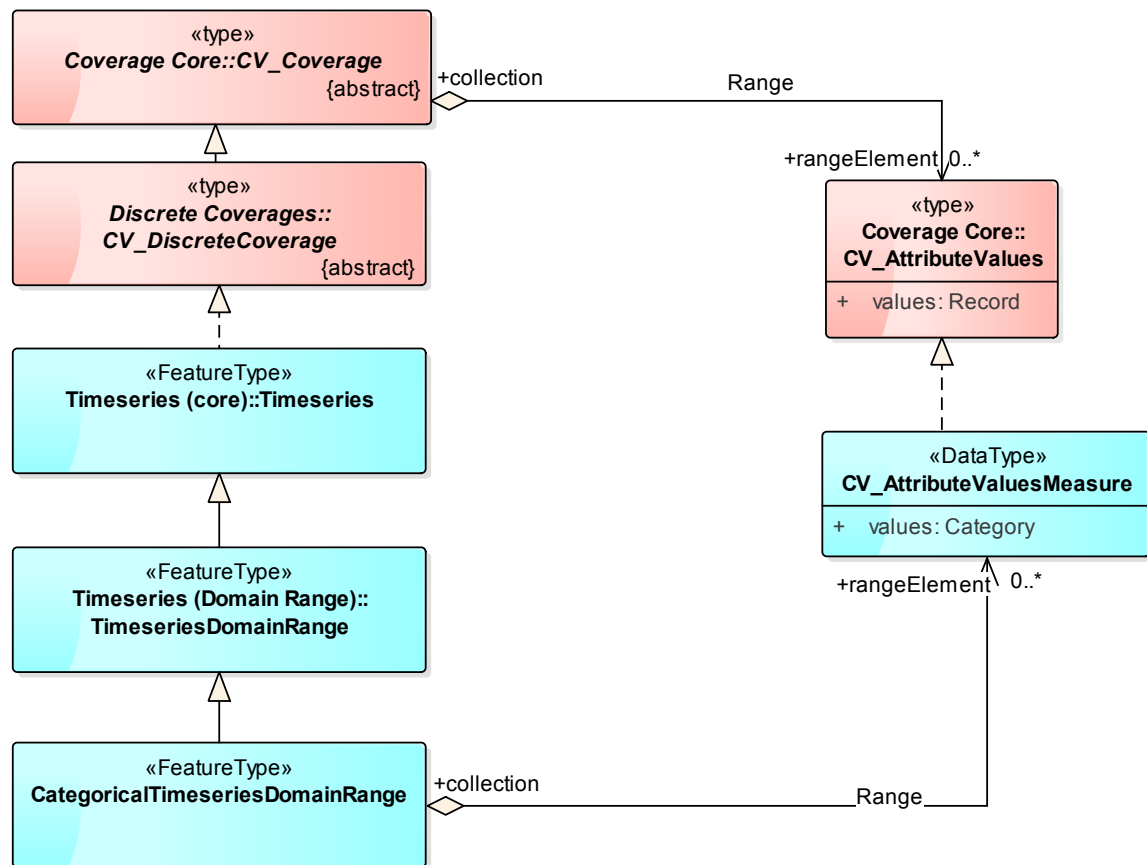 «type»
Coverage Core::CV_Coverage
{abstract}
+collection
Range
+rangeElement 0..*
«type»
Discrete Coverages::
CV_DiscreteCoverage
{abstract}
«type»
Coverage Core::
CV_AttributeValues
+ values: Record
«FeatureType»
Timeseries (core)::Timeseries
«DataType»
CV_AttributeValuesMeasure
+ values: Category
+rangeElement 0..*
«FeatureType»
Timeseries (Domain Range)::
TimeseriesDomainRange
«FeatureType»
CategoricalTimeseriesDomainRange
+collection
Range